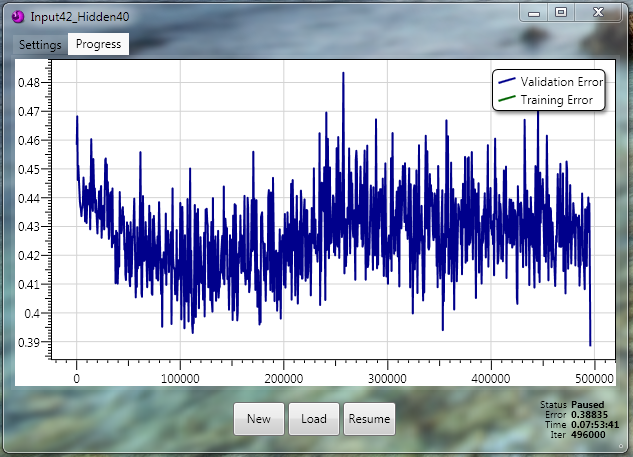 Input42_Hidden40
Settings Progress
Validation Error
Training Error
0.48
0.47
0.46
0.45
0.44
0.43
0.42
0.41
0.4
0.39
0 100000 200000 300000 400000 500000
New Load Resume
Status Paused
Error 0.38835
Time 0.07:53:41
Iter 496000